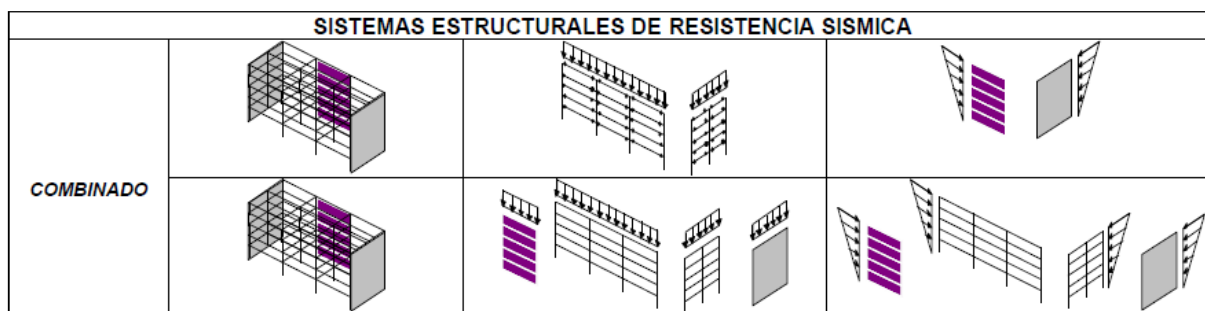 SISTEMAS ESTRUCTURALES DE RESISTENCIA SISMICA
COMBINADO